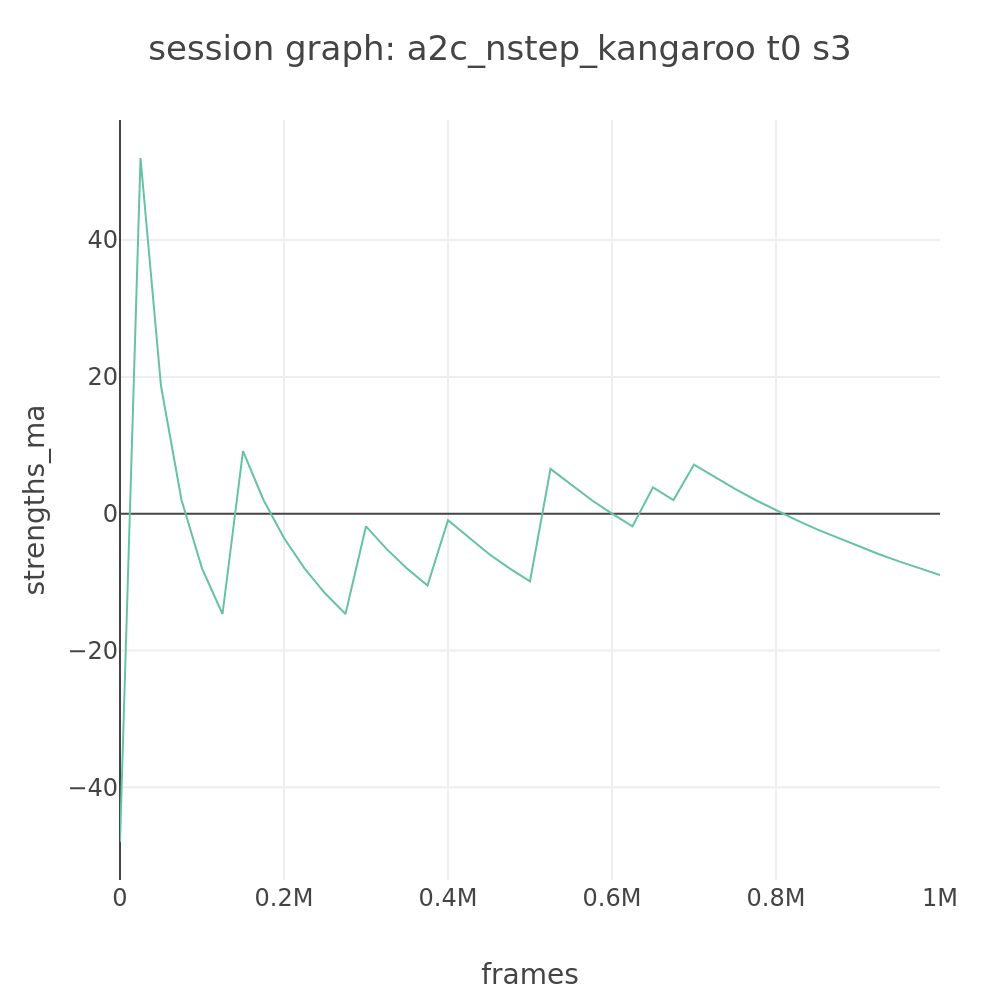 session graph: a2c_nstep_kangaroo t0 s3
strengths_ma
40
20
0
−20
−40
0
0.2M
0.4M
0.6M
0.8M
1M
frames